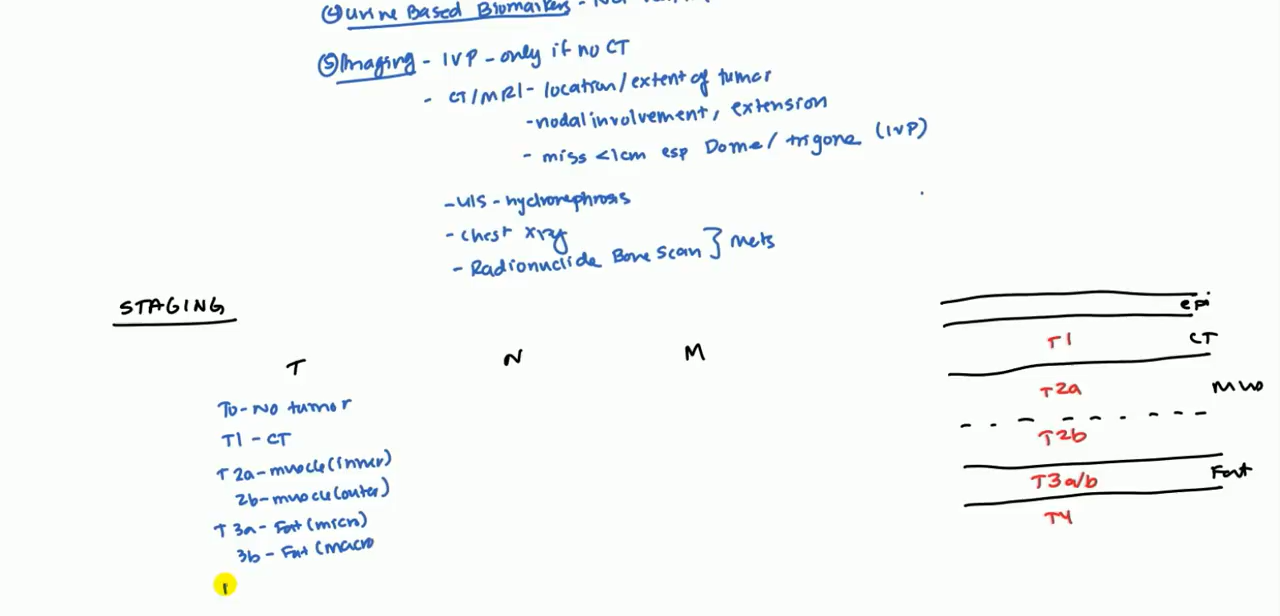 ④ Urine Based Biomarkers -
⑤ Imaging - IVP - only if no CT
- CT/MRI - location/extent of tumor
- nodal involvement, extension
- miss <1cm esp Dome/trigone (IVP)
- U/S - hydronephrosis
- Chest xray
- Radionuclide Bone Scan } mets
STAGING
epi
T1 CT
T N M
T2a
To - No tumor
T1 - CT
T2b
T2a - muscle (inner)
2b - muscle (outer)
T3a/b Fat
T3a - Fat (micro)
T4
3b - Fat (macro